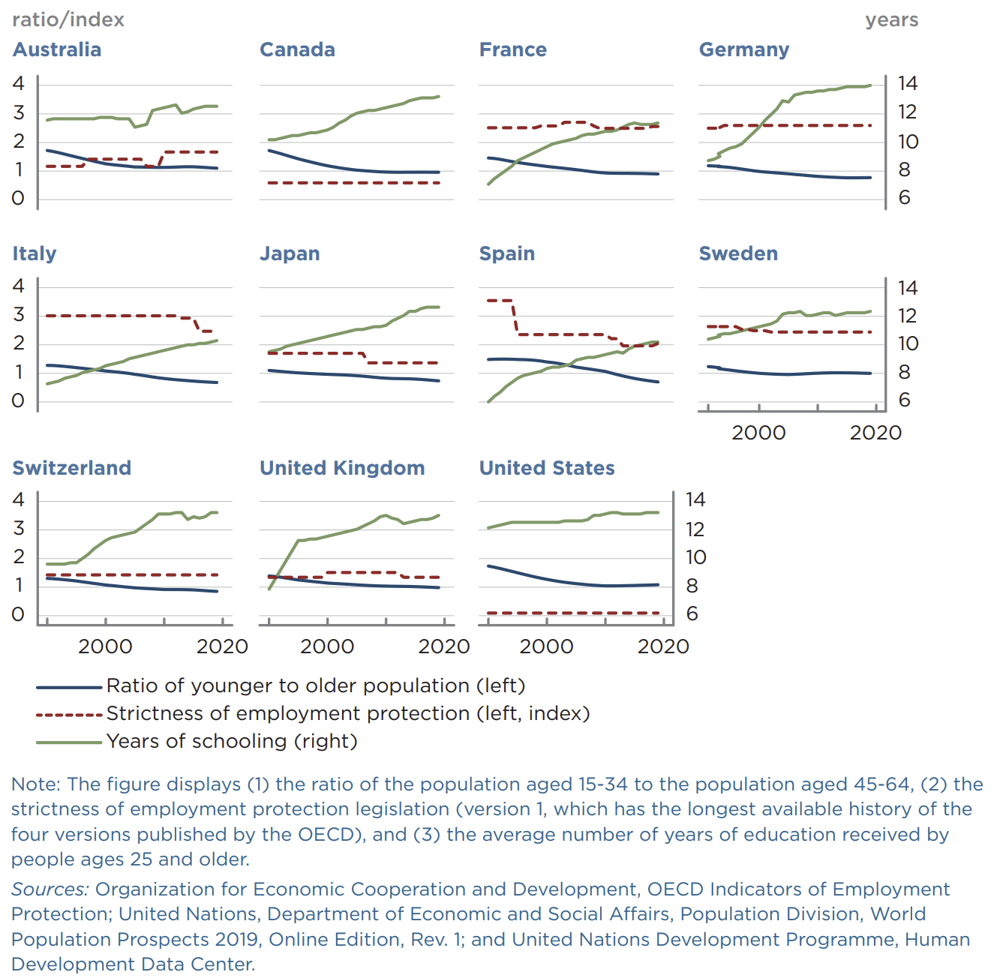 ratio/index years
Australia Canada France Germany
4 14
3 12
2 10
1 8
0 6
Italy Japan Spain Sweden
4 14
3 12
2 10
1 8
0 6
2000 2020
Switzerland United Kingdom United States
4 14
3 12
2 10
1 8
0 6
2000 2020 2000 2020 2000 2020
Ratio of younger to older population (left)
Strictness of employment protection (left, index)
Years of schooling (right)
Note: The figure displays (1) the ratio of the population aged 15-34 to the population aged 45-64, (2) the
strictness of employment protection legislation (version 1, which has the longest available history of the
four versions published by the OECD), and (3) the average number of years of education received by
people ages 25 and older.
Sources: Organization for Economic Cooperation and Development, OECD Indicators of Employment
Protection; United Nations, Department of Economic and Social Affairs, Population Division, World
Population Prospects 2019, Online Edition, Rev. 1; and United Nations Development Programme, Human
Development Data Center.